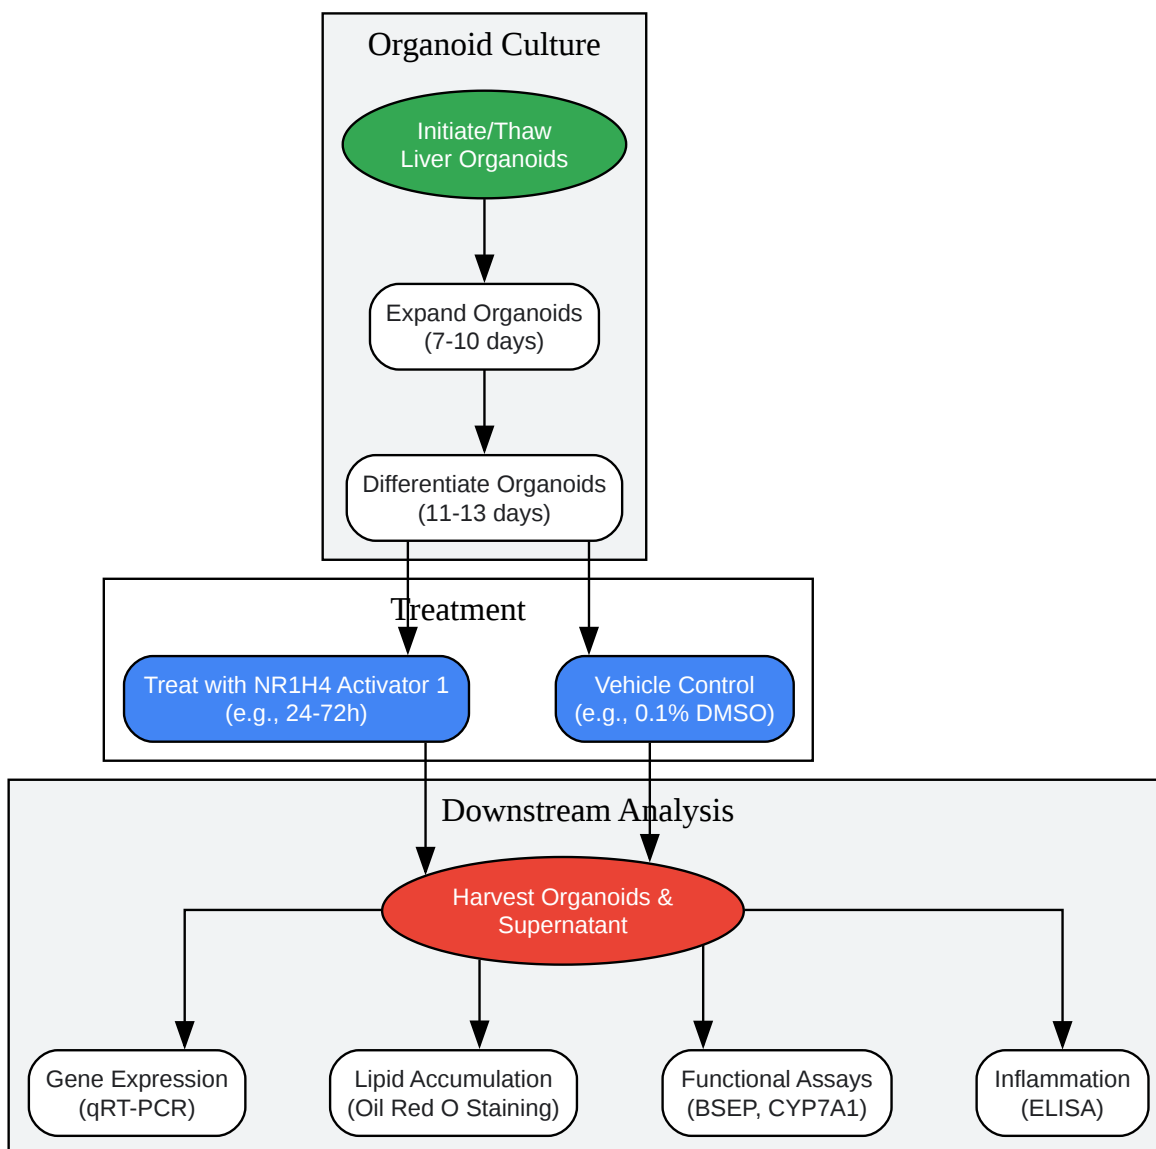 Organoid Culture
Initiate/Thaw
Liver Organoids
Expand Organoids
(7-10 days)
Differentiate Organoids
(11-13 days)
Treatment
Treat with NR1H4 Activator 1
(e.g., 24-72h)
Vehicle Control
(e.g., 0.1% DMSO)
Downstream Analysis
Harvest Organoids &
Supernatant
Gene Expression
(qRT-PCR)
Lipid Accumulation
(Oil Red O Staining)
Functional Assays
(BSEP, CYP7A1)
Inflammation
(ELISA)